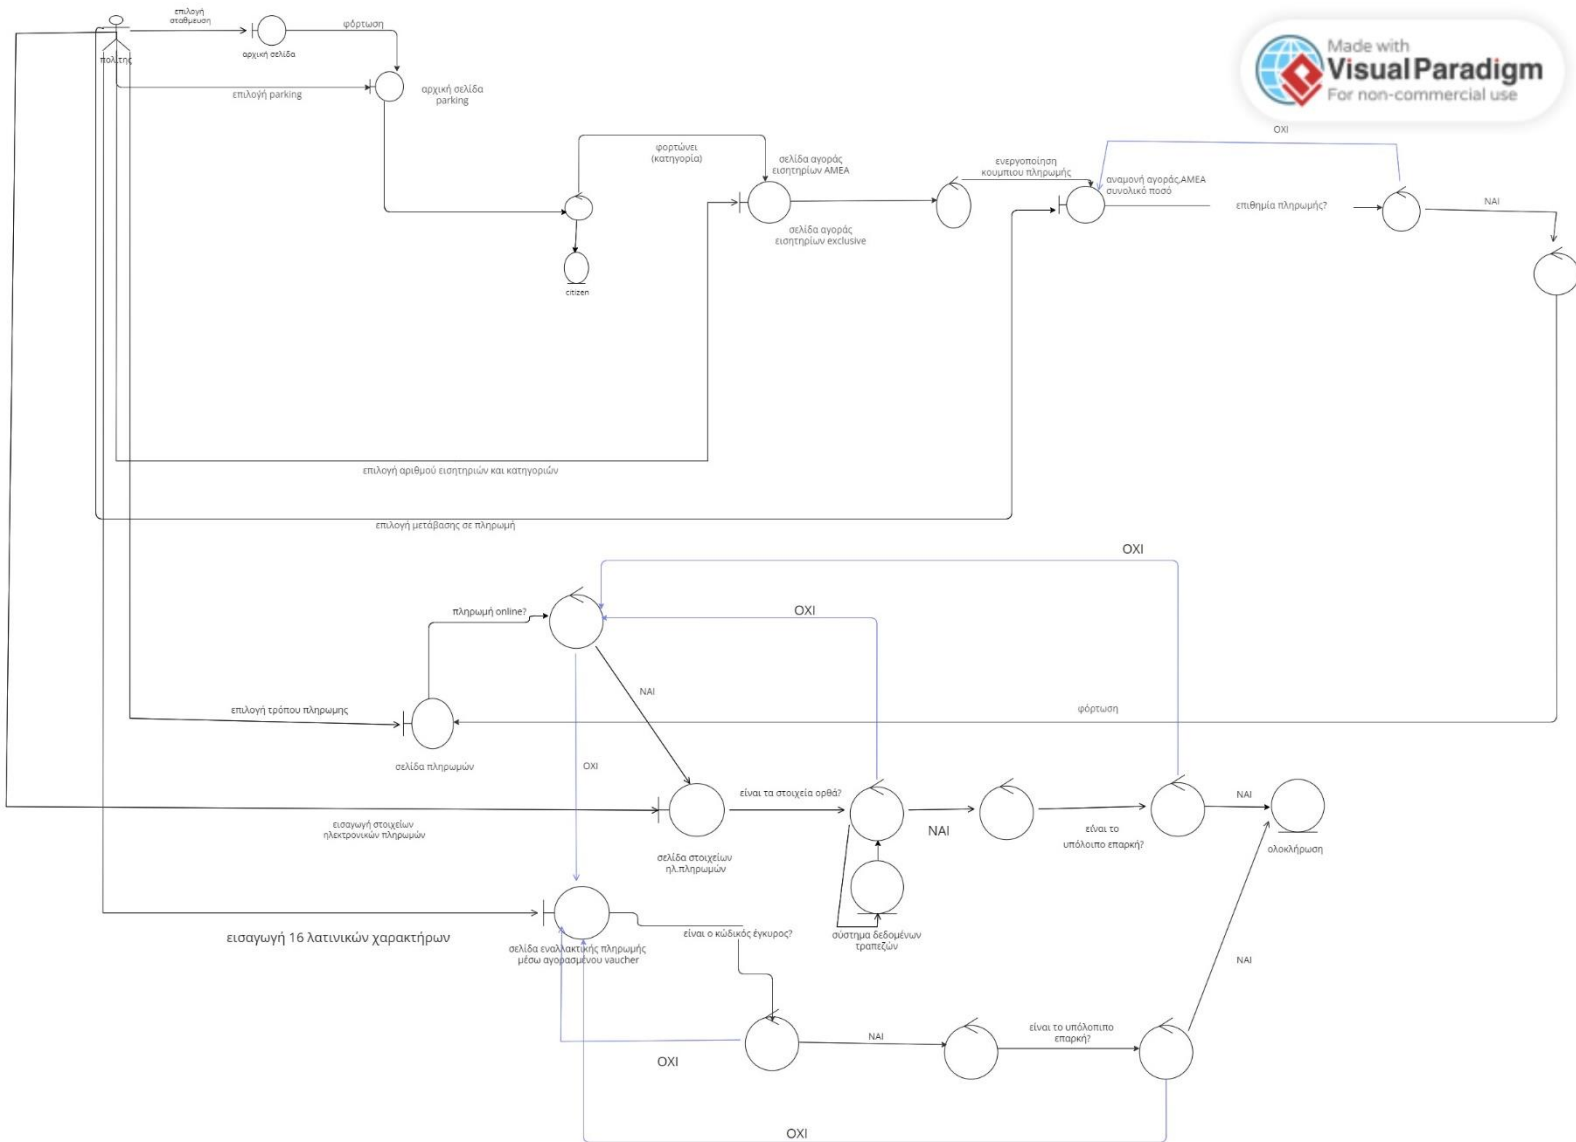 επιλογή
σταθμευση
φόρτωση
αρχική σελίδα
πολίτης
επιλογή parking
αρχική σελίδα
parking
Made with
Visual Paradigm
For non-commercial use
ΟΧΙ
φορτώνει
(κατηγορία)
σελίδα αγοράς
εισητηρίων ΑΜΕΑ
ενεργοποίηση
κουμπιου πληρωμής
αναμονή αγοράς,ΑΜΕΑ
συνολικό ποσό
επιθημία πληρωμής?
ΝΑΙ
σελίδα αγοράς
εισητηρίων exclusive
citizen
επιλογή αριθμού εισητηριών και κατηγοριών
επιλογή μετάβασης σε πληρωμή
ΟΧΙ
πληρωμή online?
ΟΧΙ
ΝΑΙ
επιλογή τρόπου πληρωμης
φόρτωση
σελίδα πληρωμών
ΟΧΙ
είναι τα στοιχεία ορθά?
ΝΑΙ
εισαγωγή στοιχείων
ηλεκτρονικών πληρωμών
ΝΑΙ
είναι το
υπόλοιπο επαρκή?
ολοκλήρωση
σελίδα στοιχείων
ηλ.πληρωμών
εισαγωγή 16 λατινικών χαρακτήρων
είναι ο κώδικός έγκυρος?
σύστημα δεδομένων
τραπεζών
σελίδα εναλλακτικής πληρωμής
μέσω αγορασμένου vaucher
ΝΑΙ
ΟΧΙ
ΝΑΙ
είναι το υπόλοπιπο
επαρκή?
ΟΧΙ